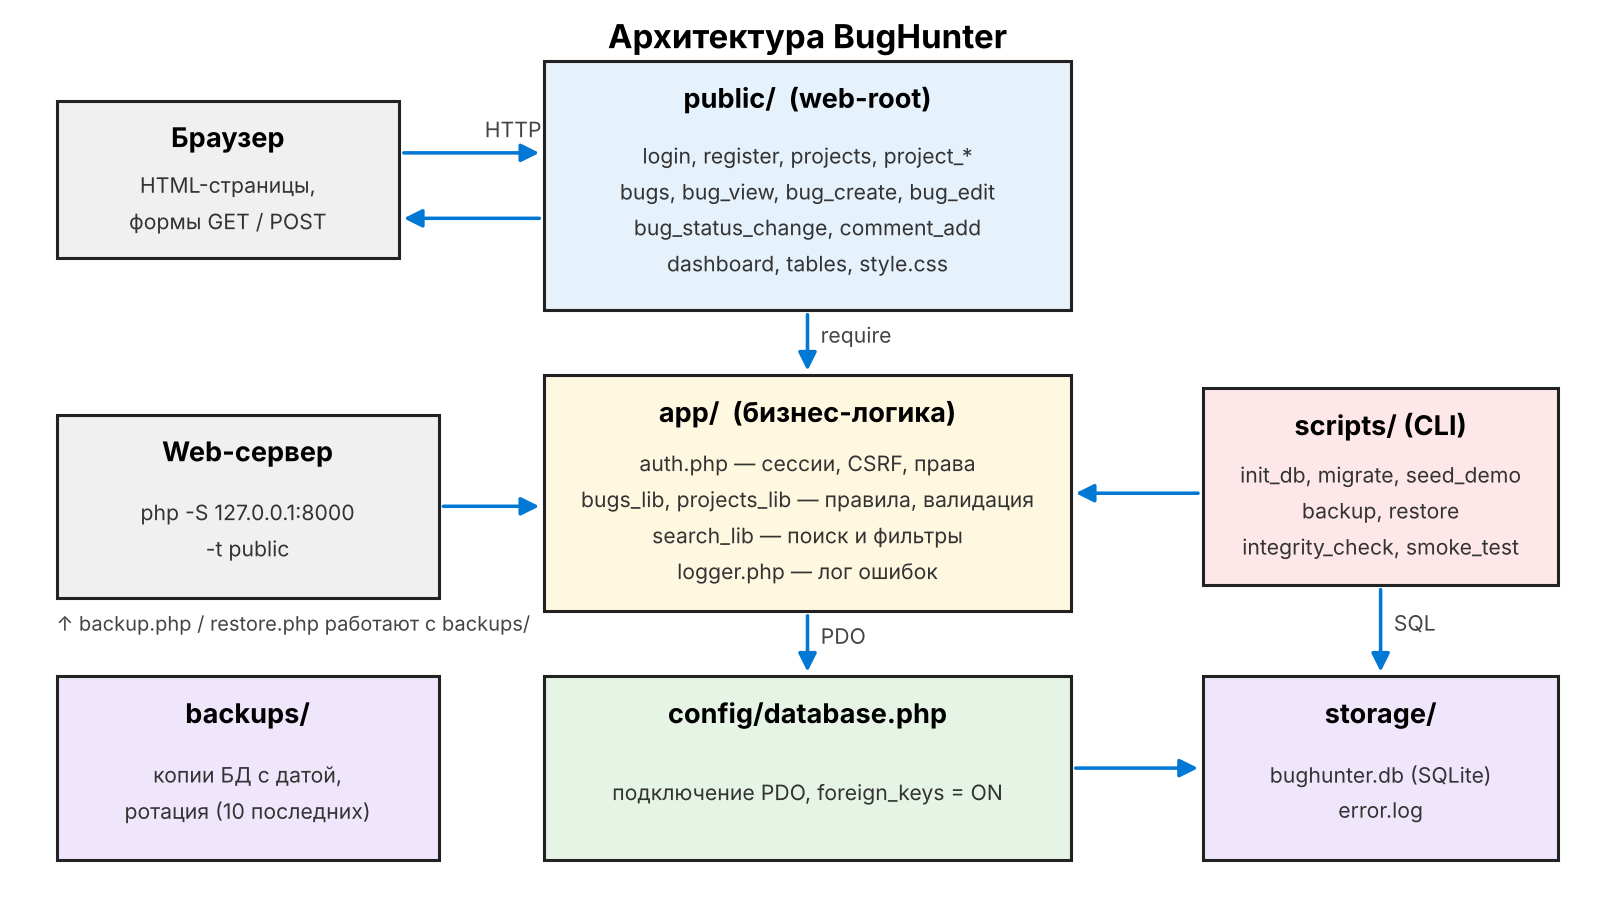 Архитектура BugHunter
Браузер
HTML-страницы,
формы GET / POST
HTTP
public/ (web-root)
login, register, projects, project_*
bugs, bug_view, bug_create, bug_edit
bug_status_change, comment_add
dashboard, tables, style.css
require
Web-сервер
php -S 127.0.0.1:8000
-t public
app/ (бизнес-логика)
auth.php — сессии, CSRF, права
bugs_lib, projects_lib — правила, валидация
search_lib — поиск и фильтры
logger.php — лог ошибок
scripts/ (CLI)
init_db, migrate, seed_demo
backup, restore
integrity_check, smoke_test
↑ backup.php / restore.php работают с backups/
PDO
SQL
backups/
копии БД с датой,
ротация (10 последних)
config/database.php
подключение PDO, foreign_keys = ON
storage/
bughunter.db (SQLite)
error.log